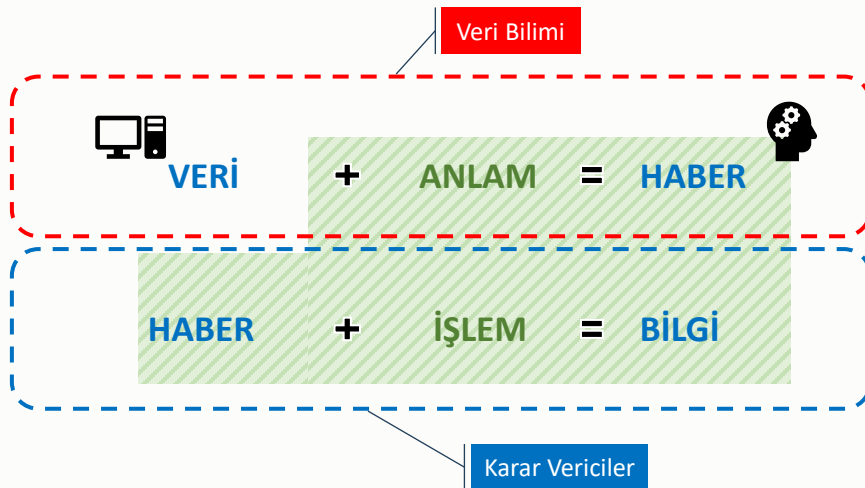 Veri Bilimi
VERİ + ANLAM = HABER
HABER + İŞLEM = BİLGİ
Karar Vericiler